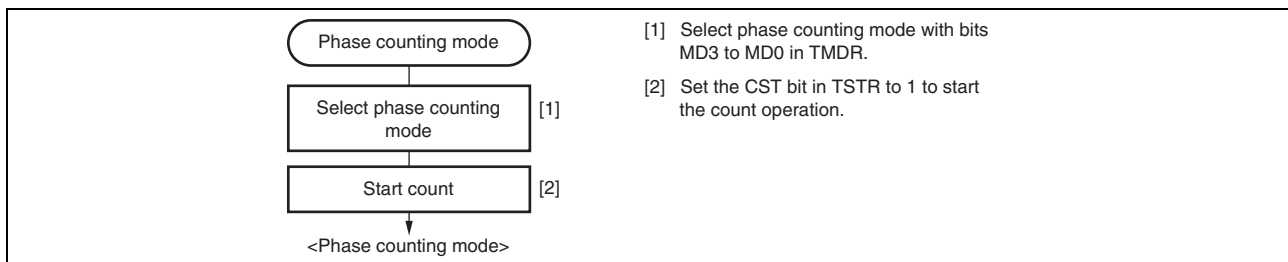 Phase counting mode
Select phase counting
mode
[1]
Start count
[2]
<Phase counting mode>
[1] Select phase counting mode with bits
MD3 to MD0 in TMDR.
[2] Set the CST bit in TSTR to 1 to start
the count operation.